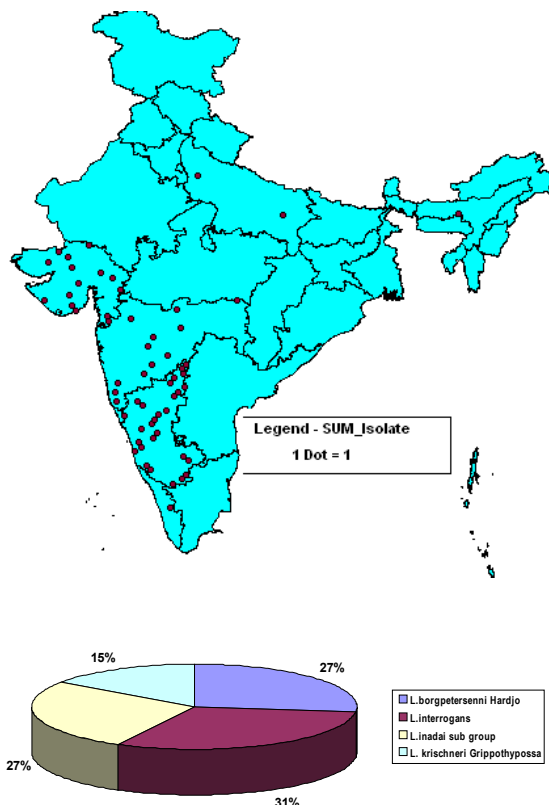 Legend - SUM_Isolate
1 Dot = 1
15%
27%
27%
31%
L.borgpetersenni Hardjo
L.interrogans
L.inadai sub group
L. krischneri Grippothypossa